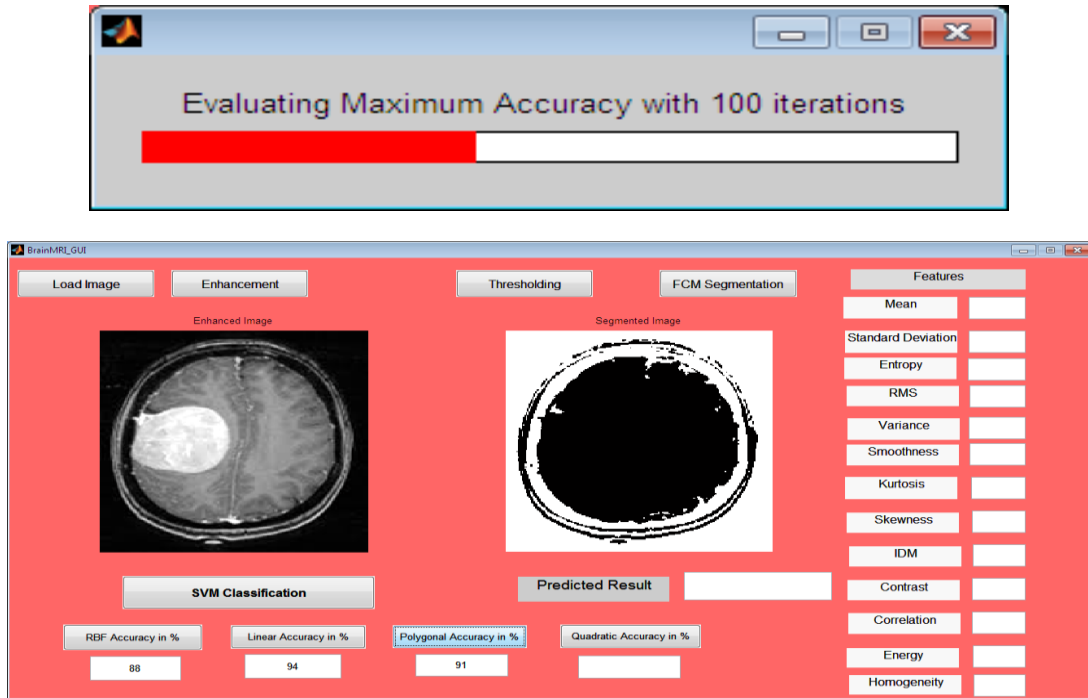 Evaluating Maximum Accuracy with 100 iterations
BrainMRI_GUI
Load Image
Enhancement
Thresholding
FCM Segmentation
Features
Enhanced Image
Segmented Image
Mean
Standard Deviation
Entropy
RMS
Variance
Smoothness
Kurtosis
Skewness
IDM
Contrast
Correlation
Energy
Homogeneity
SVM Classification
Predicted Result
RBF Accuracy in %
Linear Accuracy in %
Polygonal Accuracy in %
Quadratic Accuracy in %
88
94
91